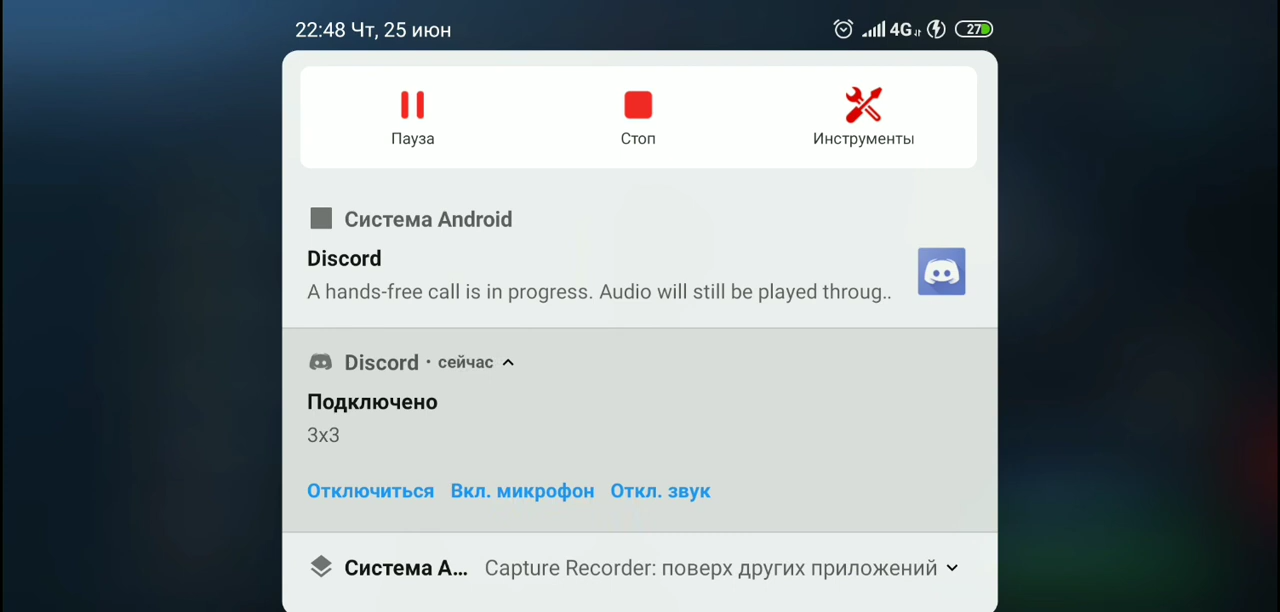 22:48 Чт, 25 июн
4G 27
Пауза
Стоп
Инструменты
Система Android
Discord
A hands-free call is in progress. Audio will still be played throug..
Discord · сейчас
Подключено
3x3
Отключиться Вкл. микрофон Откл. звук
Система А... Capture Recorder: поверх других приложений